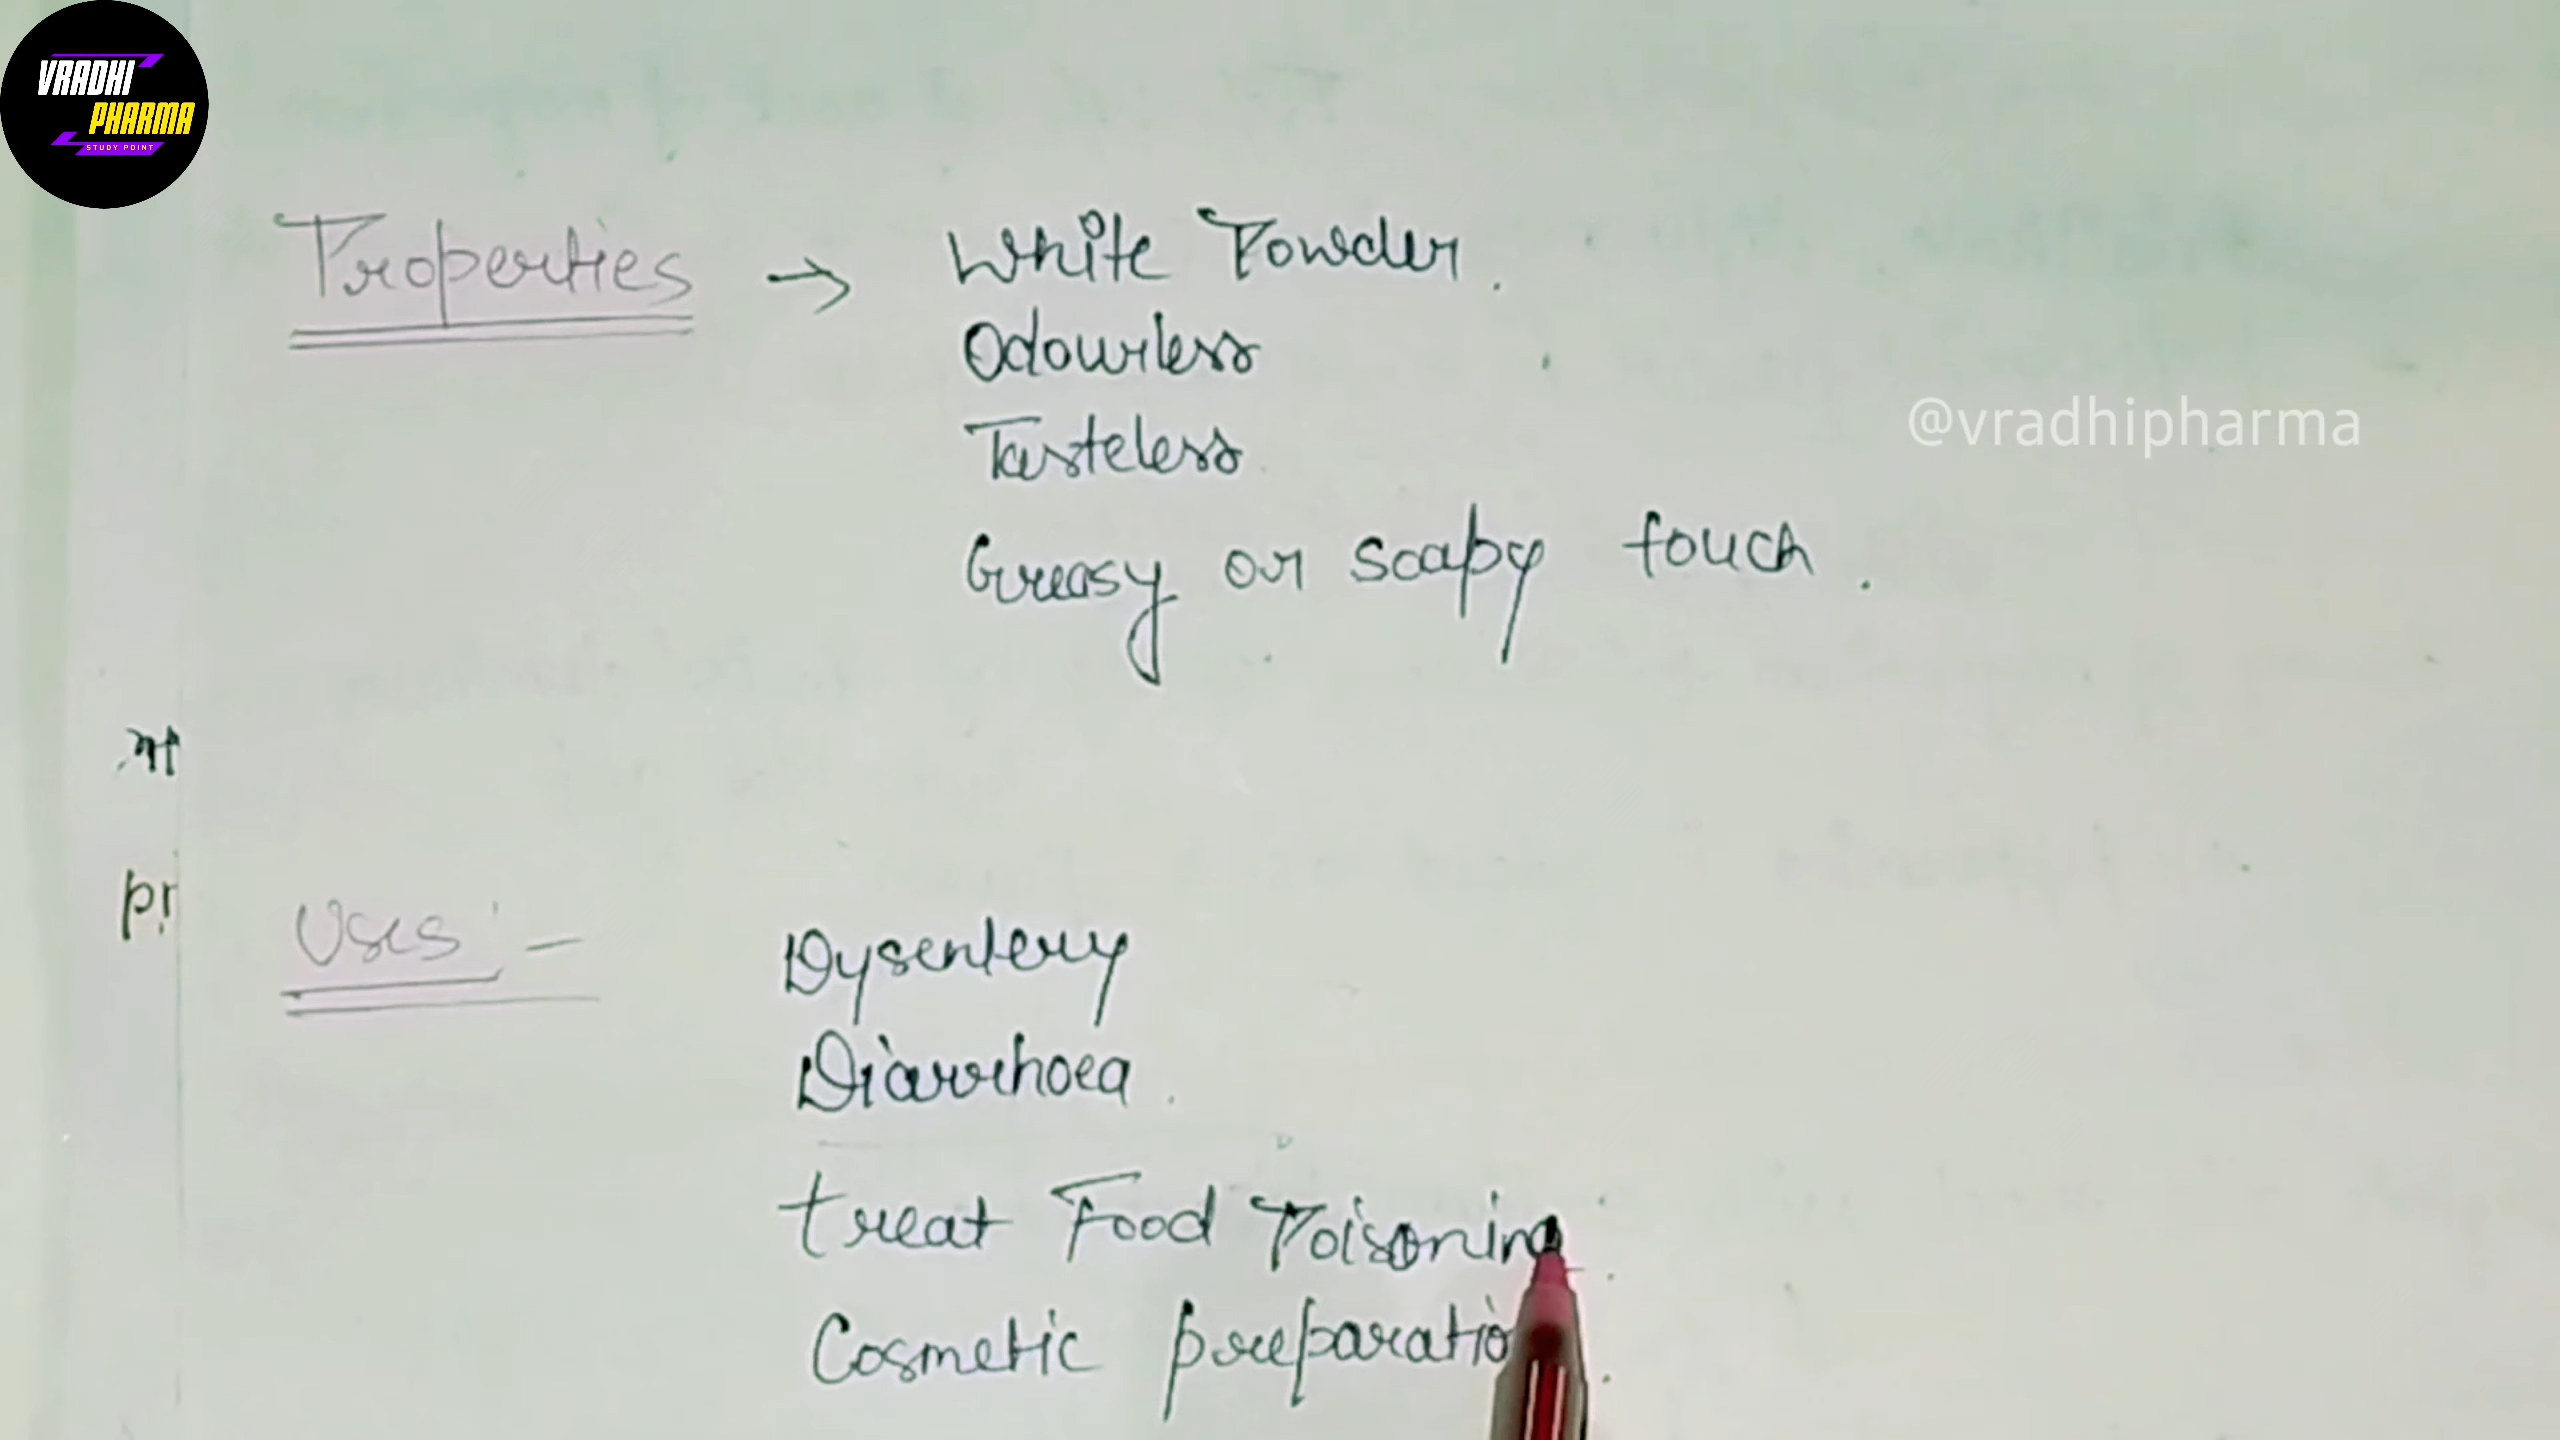 VRADHI
PHARMA
STUDY POINT
Properties → White Powder.
Odourless
Tasteless
@vradhipharma
Greasy or Soapy touch.
Uses :- Dysentery
Diarrhoea.
treat Food Poisoning
Cosmetic preparatio